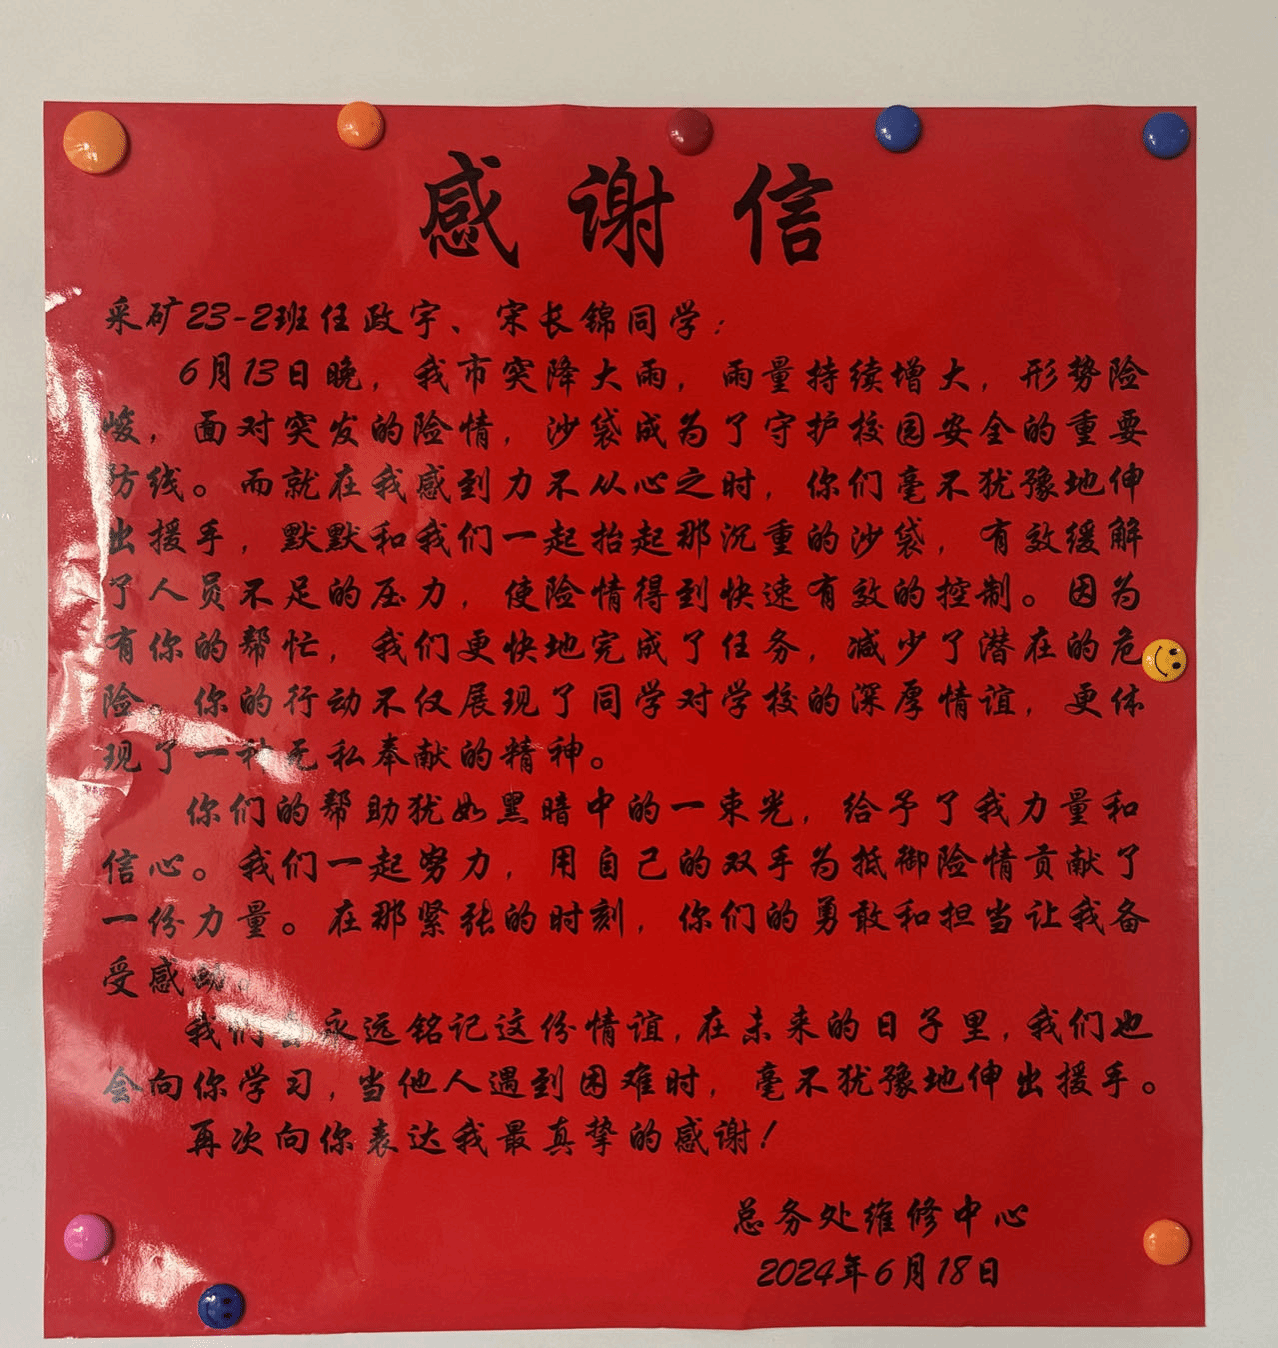 感谢信
采矿23-2班任政宇、宋长锦同学：
6月13日晚，我市突降大雨，雨量持续增大，形势险
峻，面对突发的险情，沙袋成为了守护校园安全的重要
防线。而就在我感到力不从心之时，你们毫不犹豫地伸
出援手，默默和我们一起抬起那沉重的沙袋，有效缓解
了人员不足的压力，使险情得到快速有效的控制。因为
有你的帮忙，我们更快地完成了任务，减少了潜在的危
险。你的行动不仅展现了同学对学校的深厚情谊，更体
现了一种无私奉献的精神。
你们的帮助犹如黑暗中的一束光，给予了我力量和
信心。我们一起努力，用自己的双手为抵御险情贡献了
一份力量。在那紧张的时刻，你们的勇敢和担当让我备
受感动。
我们会永远铭记这份情谊,在未来的日子里,我们也
会向你学习,当他人遇到困难时，毫不犹豫地伸出援手。
再次向你表达我最真挚的感谢！
总务处维修中心
2024年6月18日